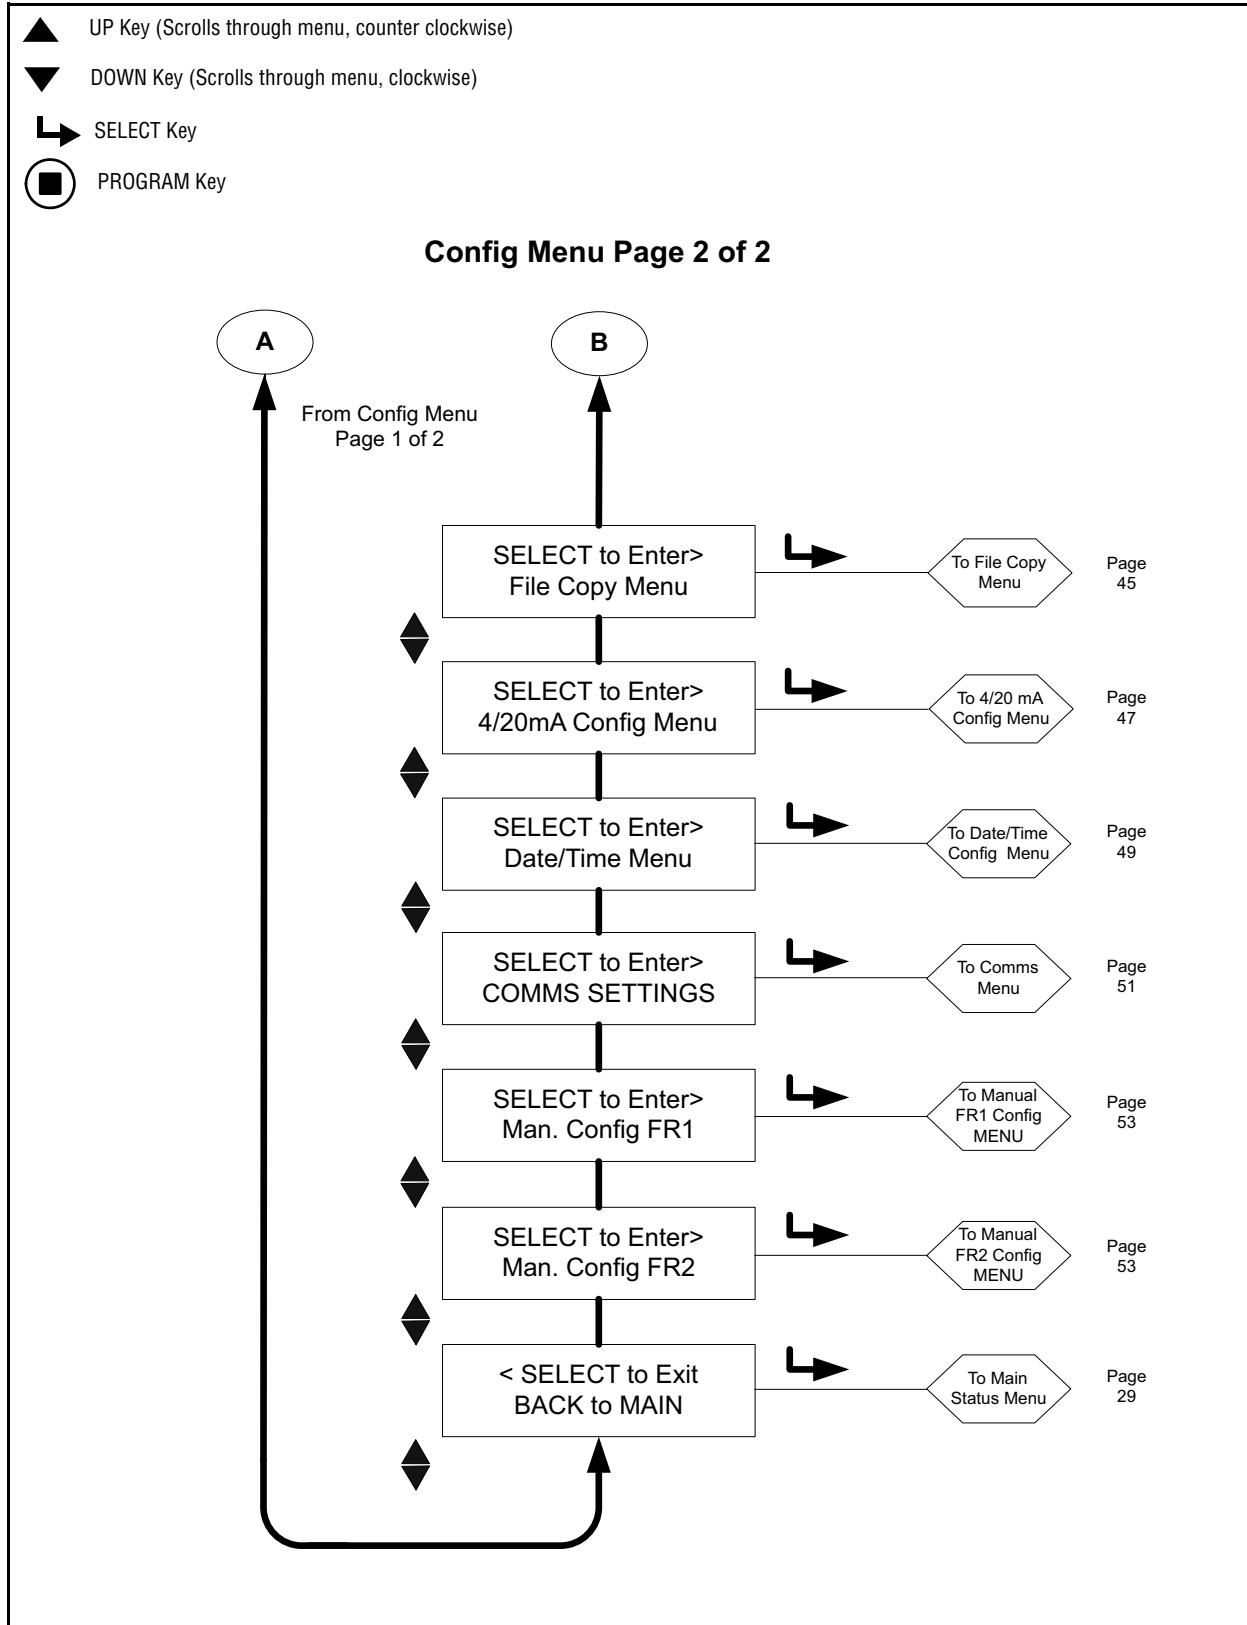 UP Key (Scrolls through menu, counter clockwise)
DOWN Key (Scrolls through menu, clockwise)
SELECT Key
PROGRAM Key
Config Menu Page 2 of 2
A
B
From Config Menu
Page 1 of 2
SELECT to Enter>
File Copy Menu
To File Copy
Menu
Page
45
SELECT to Enter>
4/20mA Config Menu
To 4/20 mA
Config Menu
Page
47
SELECT to Enter>
Date/Time Menu
To Date/Time
Config Menu
Page
49
SELECT to Enter>
COMMS SETTINGS
To Comms
Menu
Page
51
SELECT to Enter>
Man. Config FR1
To Manual
FR1 Config
MENU
Page
53
SELECT to Enter>
Man. Config FR2
To Manual
FR2 Config
MENU
Page
53
< SELECT to Exit
BACK to MAIN
To Main
Status Menu
Page
29